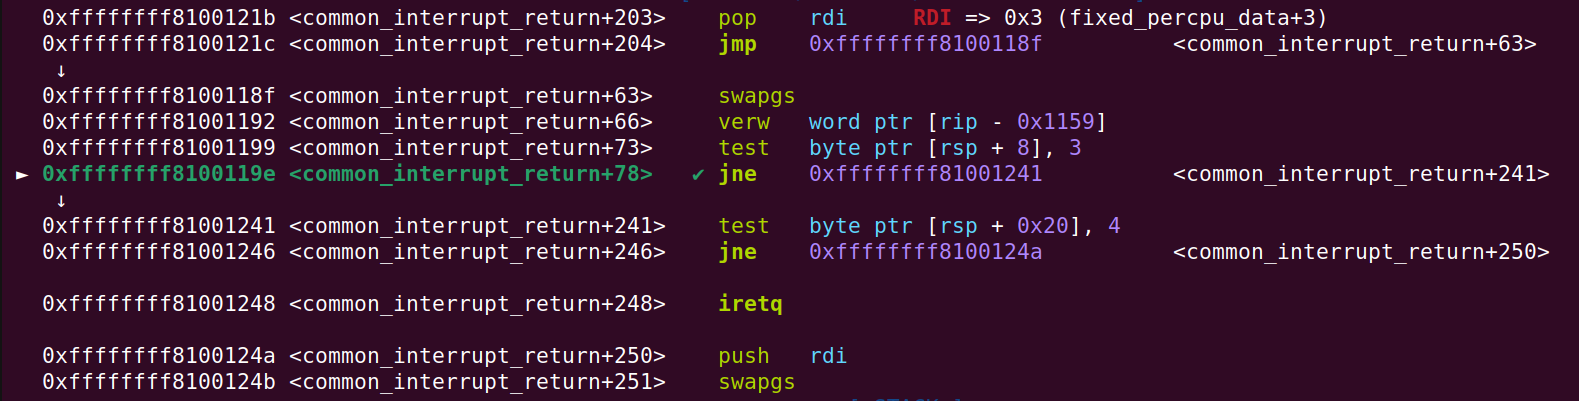 0xffffffff8100121b <common_interrupt_return+203>    pop    rdi     RDI => 0x3 (fixed_percpu_data+3)
0xffffffff8100121c <common_interrupt_return+204>    jmp    0xffffffff8100118f          <common_interrupt_return+63>
↓
0xffffffff8100118f <common_interrupt_return+63>     swapgs
0xffffffff81001192 <common_interrupt_return+66>     verw   word ptr [rip - 0x1159]
0xffffffff81001199 <common_interrupt_return+73>     test   byte ptr [rsp + 8], 3
► 0xffffffff8100119e <common_interrupt_return+78>   ✔ jne    0xffffffff81001241          <common_interrupt_return+241>
↓
0xffffffff81001241 <common_interrupt_return+241>    test   byte ptr [rsp + 0x20], 4
0xffffffff81001246 <common_interrupt_return+246>    jne    0xffffffff8100124a          <common_interrupt_return+250>
0xffffffff81001248 <common_interrupt_return+248>    iretq
0xffffffff8100124a <common_interrupt_return+250>    push   rdi
0xffffffff8100124b <common_interrupt_return+251>    swapgs